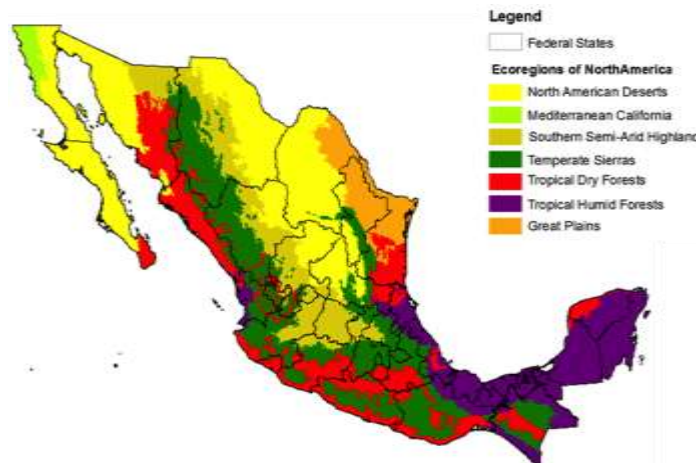 Legend
Federal States
Ecoregions of NorthAmerica
North American Deserts
Mediterranean California
Southern Semi-Arid Highland
Temperate Sierras
Tropical Dry Forests
Tropical Humid Forests
Great Plains